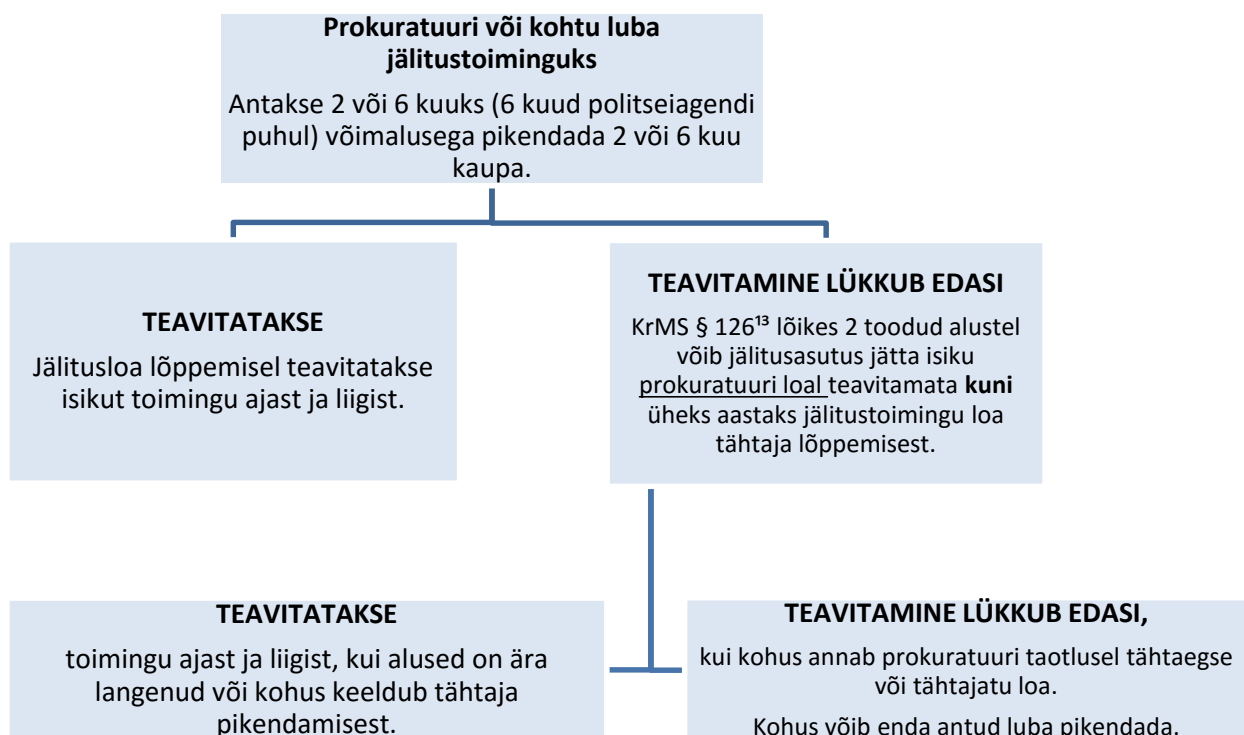 Prokuratuuri või kohtu luba
jälitustoiminguks
Antakse 2 või 6 kuuks (6 kuud politseiagendi
puhul) võimalusega pikendada 2 või 6 kuu
kaupa.
TEAVITATAKSE
Jälitusloa lõppemisel teavitatakse
isikut toimingu ajast ja liigist.
TEAVITAMINE LÜKKUB EDASI
KrMS § 126¹³ lõikes 2 toodud alustel
võib jälitusasutus jätta isiku
prokuratuuri loal teavitamata kuni
üheks aastaks jälitustoimingu loa
tähtaja lõppemisest.
TEAVITATAKSE
toimingu ajast ja liigist, kui alused on ära
langenud või kohus keeldub tähtaja
pikendamisest.
TEAVITAMINE LÜKKUB EDASI,
kui kohus annab prokuratuuri taotlusel tähtaegse
või tähtajatu loa.
Kohus võib enda antud luba pikendada.